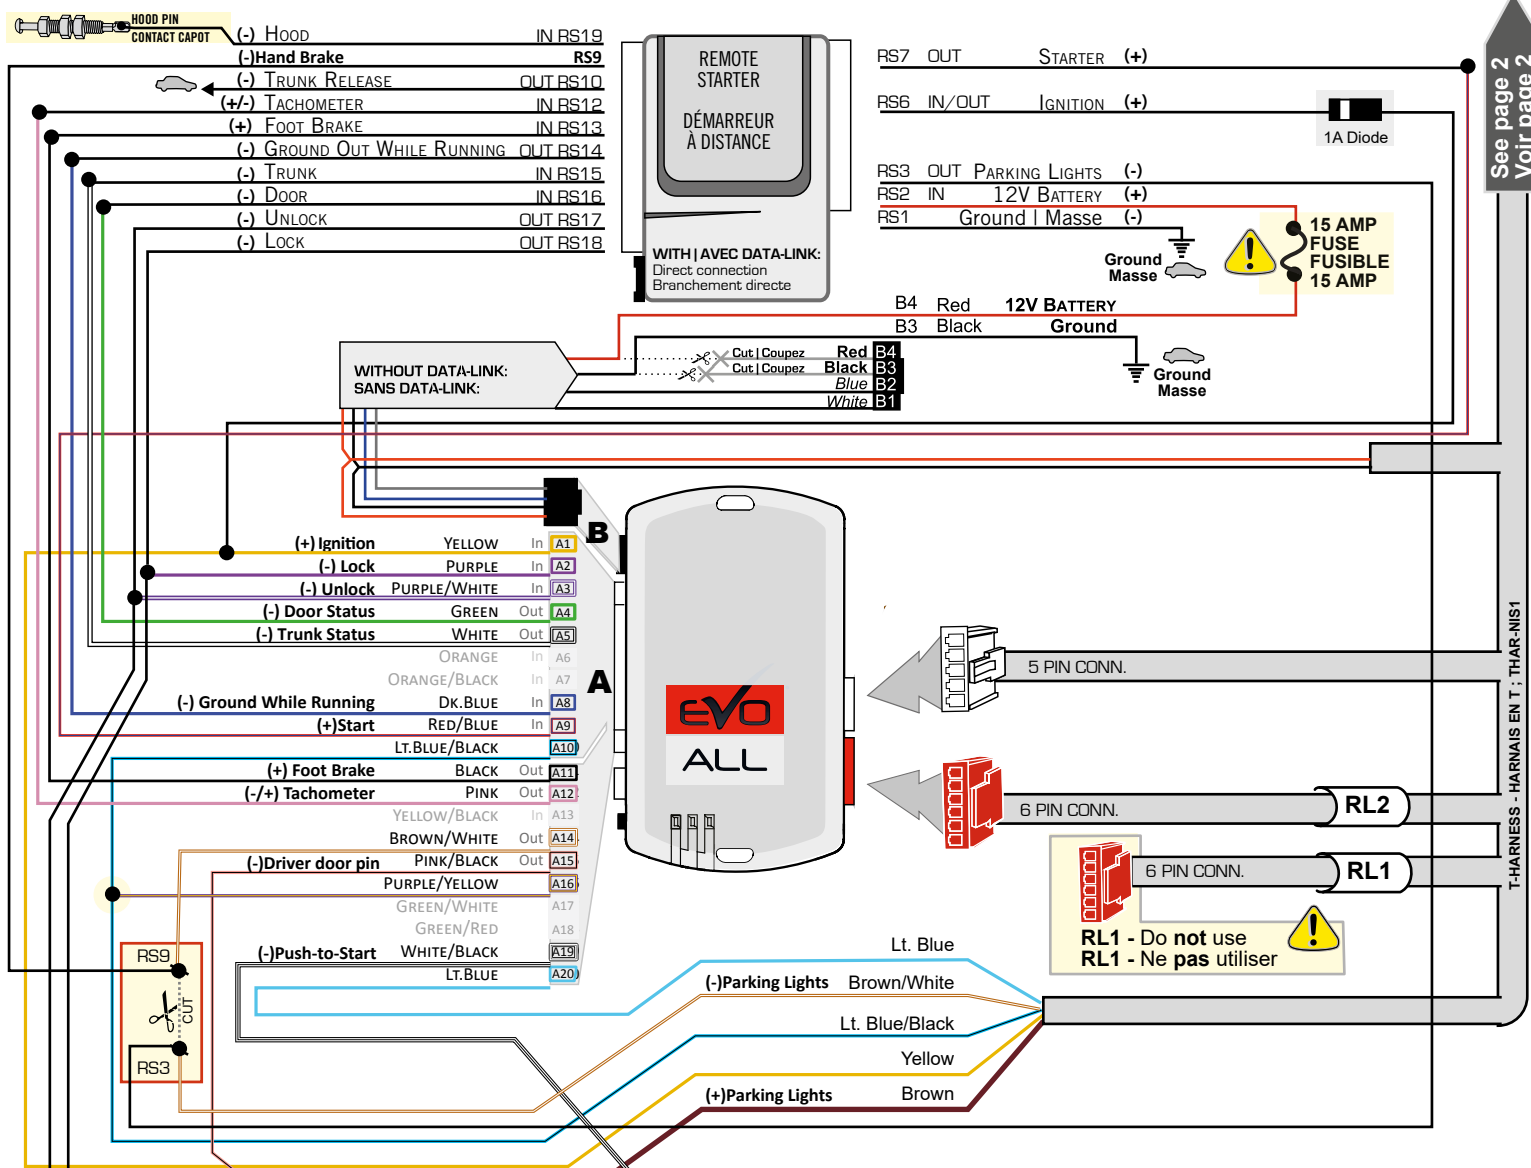 HOOD PIN
CONTACT CAPOT
(-) HOOD IN RS19
(-)Hand Brake RS9
(-) TRUNK RELEASE OUT RS10
(+/-) TACHOMETER IN RS12
(+) FOOT BRAKE IN RS13
(-) GROUND OUT WHILE RUNNING OUT RS14
(-) TRUNK IN RS15
(-) DOOR IN RS16
(-) UNLOCK OUT RS17
(-) LOCK OUT RS18
REMOTE
STARTER
DÉMARREUR
À DISTANCE
WITH | AVEC DATA-LINK:
Direct connection
Branchement directe
RS7 OUT STARTER (+)
RS6 IN/OUT IGNITION (+)
1A Diode
RS3 OUT PARKING LIGHTS (-)
RS2 IN 12V BATTERY (+)
RS1 Ground | Masse (-)
Ground
Masse
15 AMP
FUSE
FUSIBLE
15 AMP
See page 2
Voir page 2
B4 Red 12V BATTERY
B3 Black Ground
Ground
Masse
WITHOUT DATA-LINK:
SANS DATA-LINK:
Cut | Coupez Red B4
Cut | Coupez Black B3
Blue B2
White B1
B
A
(+) Ignition YELLOW In A1
(-) Lock PURPLE In A2
(-) Unlock PURPLE/WHITE In A3
(-) Door Status GREEN Out A4
(-) Trunk Status WHITE Out A5
ORANGE In A6
ORANGE/BLACK In A7
(-) Ground While Running DK.BLUE In A8
(+)Start RED/BLUE In A9
LT.BLUE/BLACK A10
(+) Foot Brake BLACK Out A11
(-/+) Tachometer PINK Out A12
YELLOW/BLACK In A13
BROWN/WHITE Out A14
(-)Driver door pin PINK/BLACK Out A15
PURPLE/YELLOW A16
GREEN/WHITE A17
GREEN/RED A18
(-)Push-to-Start WHITE/BLACK A19
LT.BLUE A20
EVO
ALL
5 PIN CONN.
6 PIN CONN. RL2
6 PIN CONN. RL1
RL1 - Do not use
RL1 - Ne pas utiliser
T-HARNESS - HARNAIS EN T ; THAR-NIS1
RS9
CUT
RS3
Lt. Blue
(-)Parking Lights Brown/White
Lt. Blue/Black
Yellow
(+)Parking Lights Brown